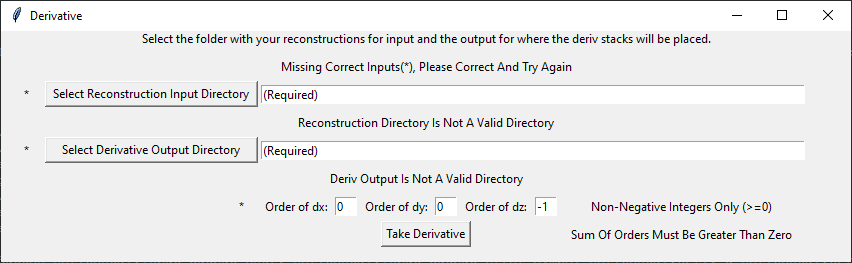 Derivative
Select the folder with your reconstructions for input and the output for where the deriv stacks will be placed.
Missing Correct Inputs(*), Please Correct And Try Again
* Select Reconstruction Input Directory (Required)
Reconstruction Directory Is Not A Valid Directory
* Select Derivative Output Directory (Required)
Deriv Output Is Not A Valid Directory
* Order of dx: 0 Order of dy: 0 Order of dz: -1 Non-Negative Integers Only (>=0)
Take Derivative Sum Of Orders Must Be Greater Than Zero